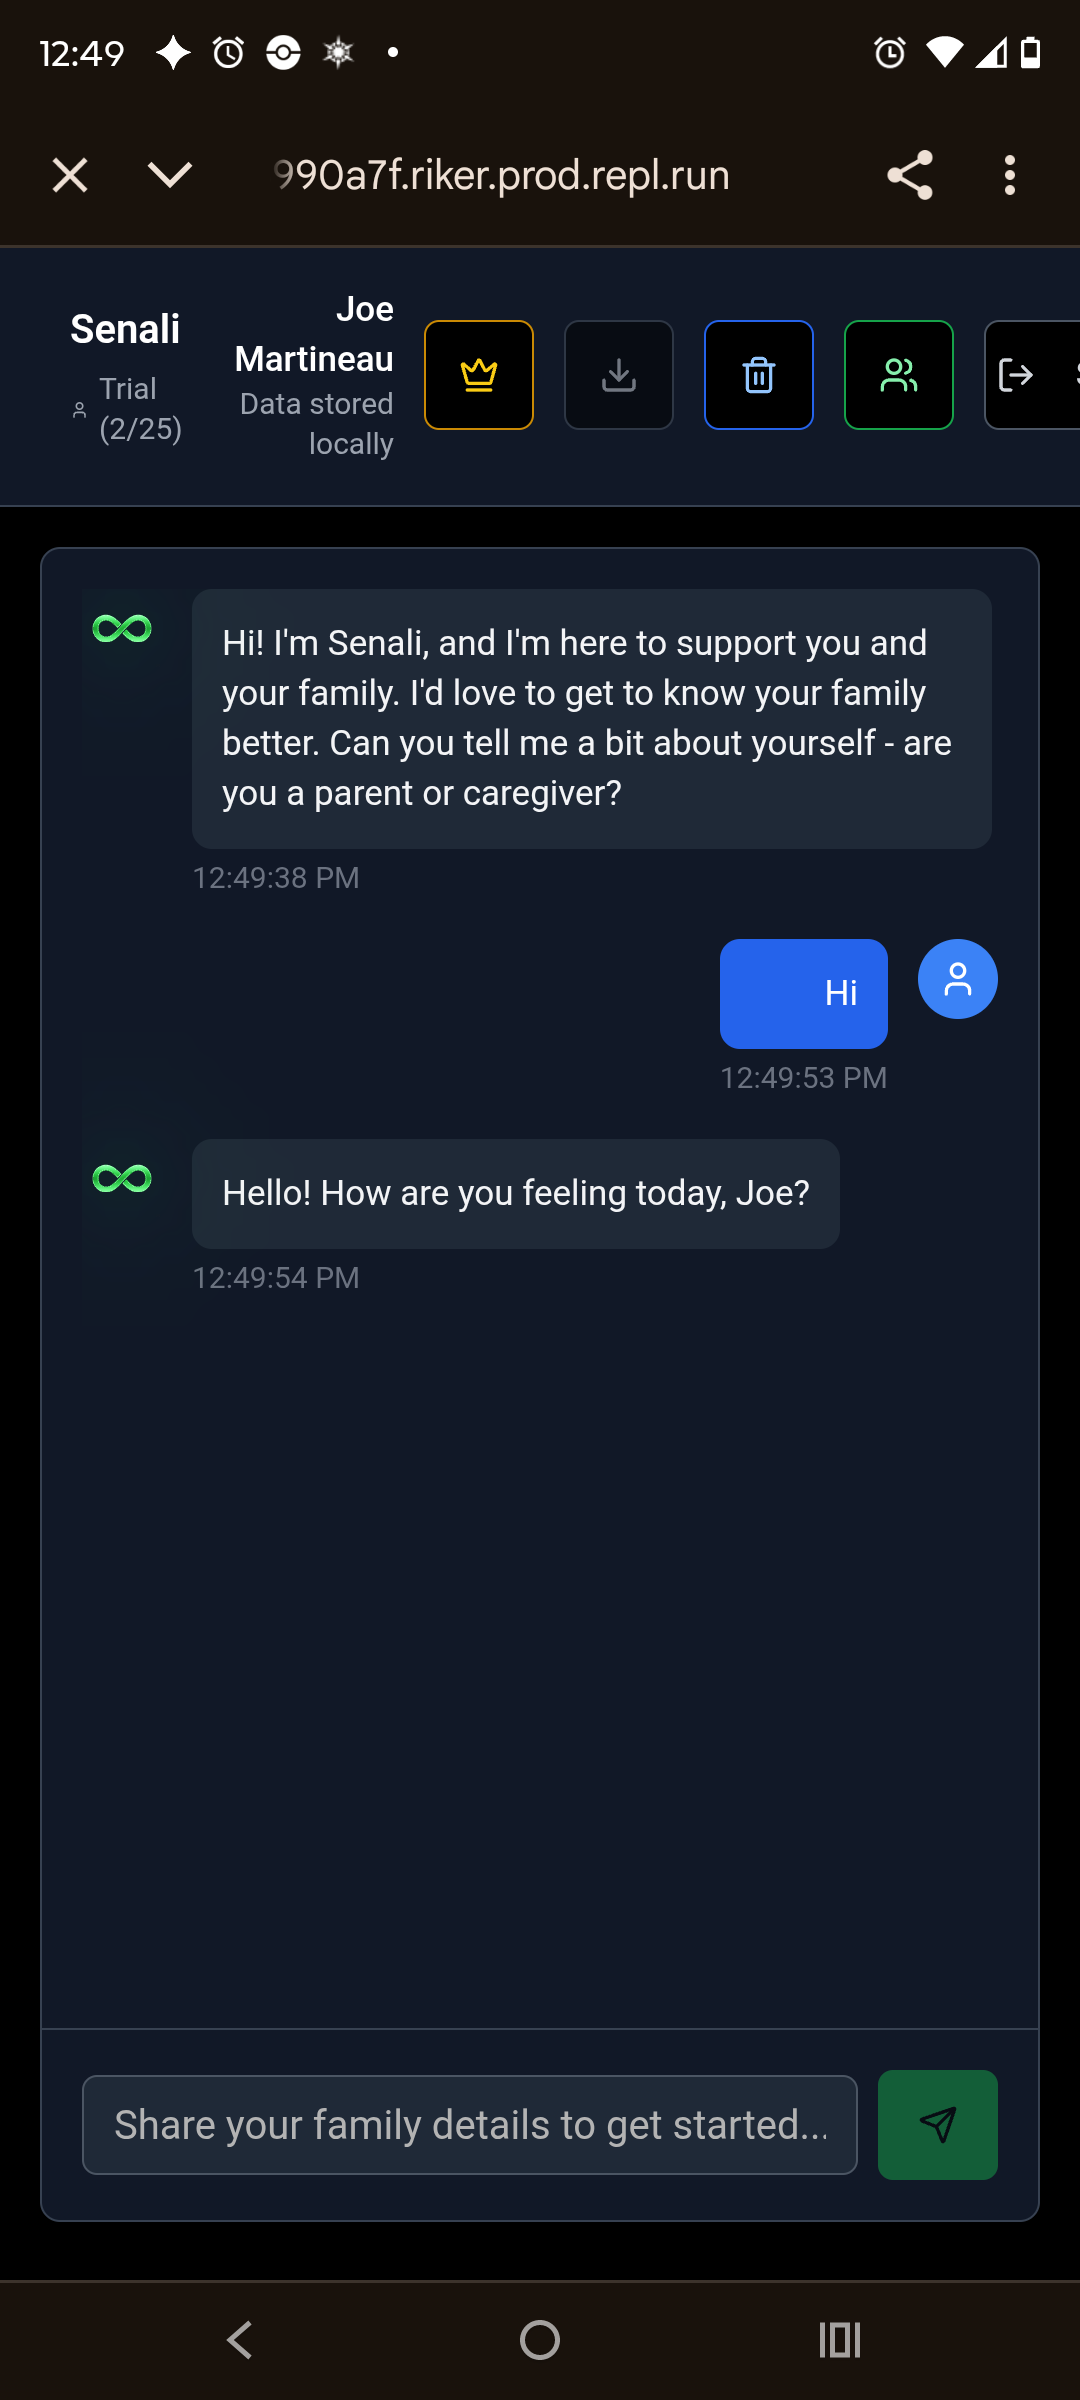 12:49
990a7f.riker.prod.repl.run
Senali
Trial
(2/25)
Joe
Martineau
Data stored
locally
Hi! I'm Senali, and I'm here to support you and
your family. I'd love to get to know your family
better. Can you tell me a bit about yourself - are
you a parent or caregiver?
12:49:38 PM
Hi
12:49:53 PM
Hello! How are you feeling today, Joe?
12:49:54 PM
Share your family details to get started...